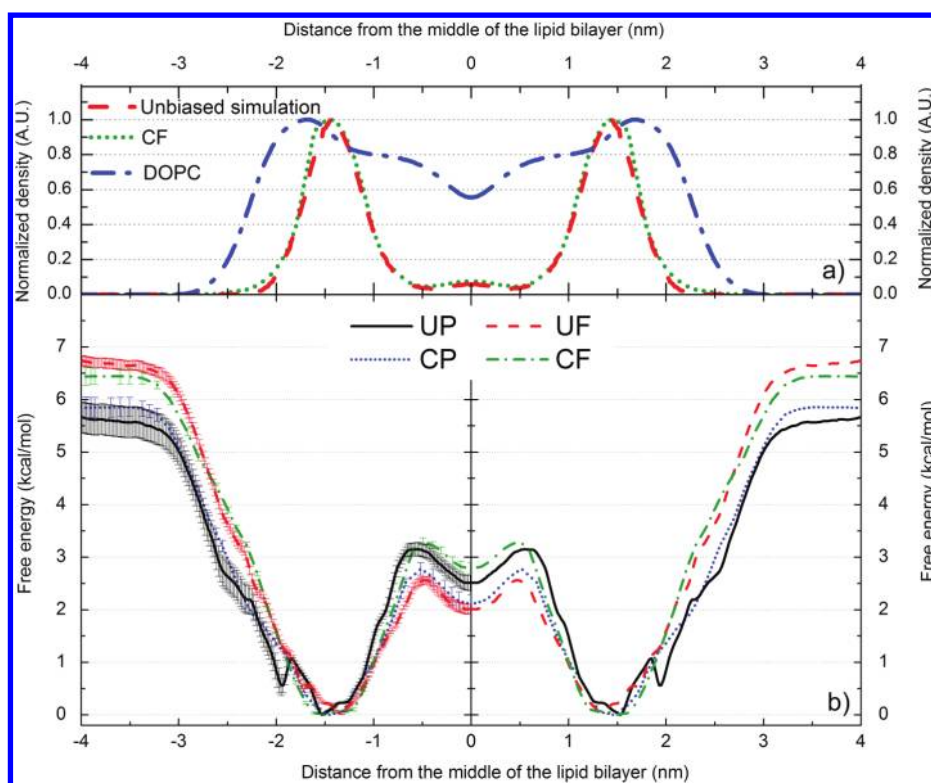 Distance from the middle of the lipid bilayer (nm)
-4 -3 -2 -1 0 1 2 3 4
Normalized density (A.U.)
1.0
0.8
0.6
0.4
0.2
0.0
Unbiased simulation
CF
DOPC
a)
1.0
0.8
0.6
0.4
0.2
0.0
Normalized density (A.U.)
Free energy (kcal/mol)
7
6
5
4
3
2
1
0
UP UF
CP CF
b)
7
6
5
4
3
2
1
0
Free energy (kcal/mol)
-4 -3 -2 -1 0 1 2 3 4
Distance from the middle of the lipid bilayer (nm)